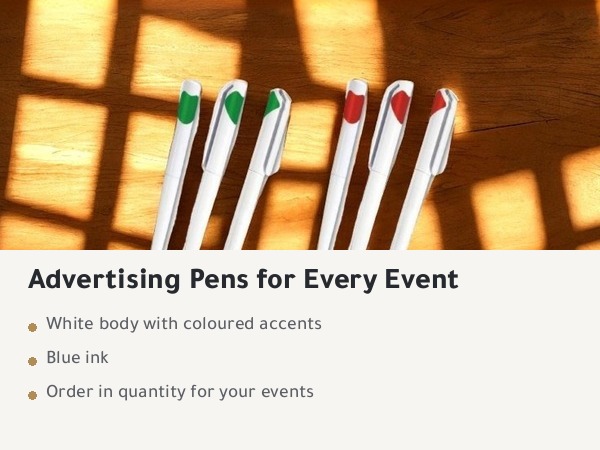 Advertising Pens for Every Event
White body with coloured accents
Blue ink
Order in quantity for your events